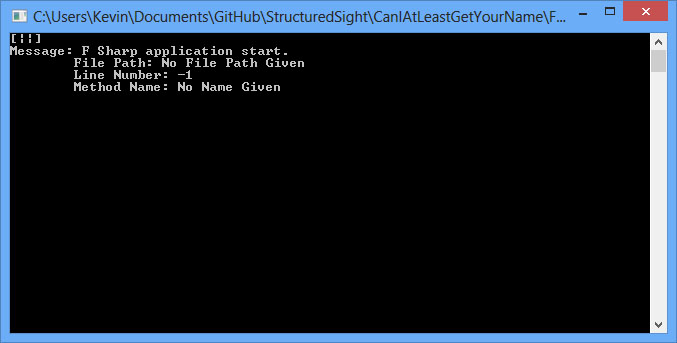 C:\Users\Kevin\Documents\GitHub\StructuredSight\CanIAtLeastGetYourName\F...
[¦¦]
Message: F Sharp application start.
File Path: No File Path Given
Line Number: -1
Method Name: No Name Given